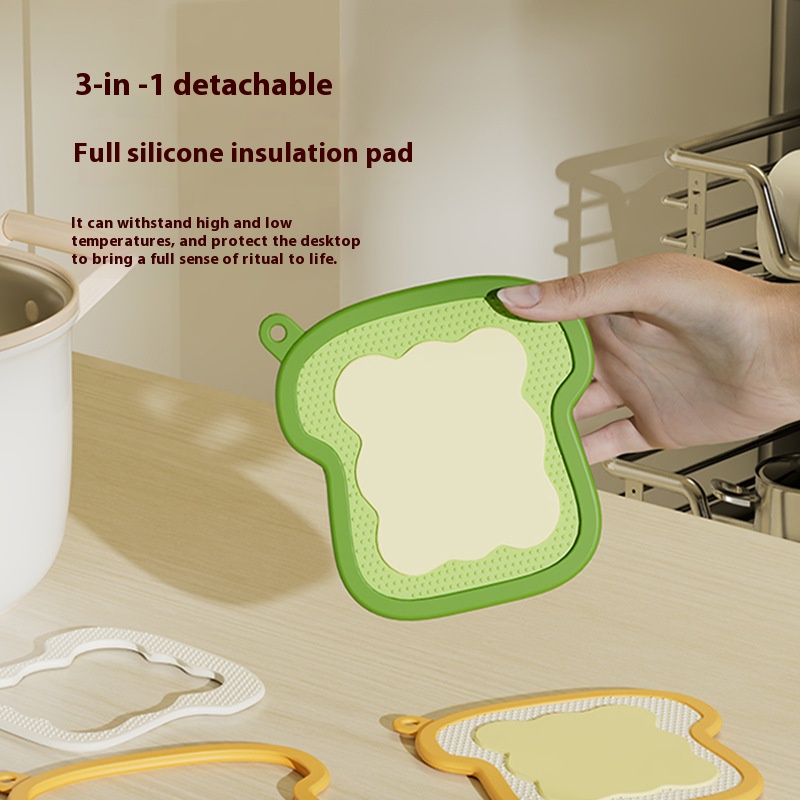 3-in -1 detachable
Full silicone insulation pad
It can withstand high and low
temperatures, and protect the desktop
to bring a full sense of ritual to life.